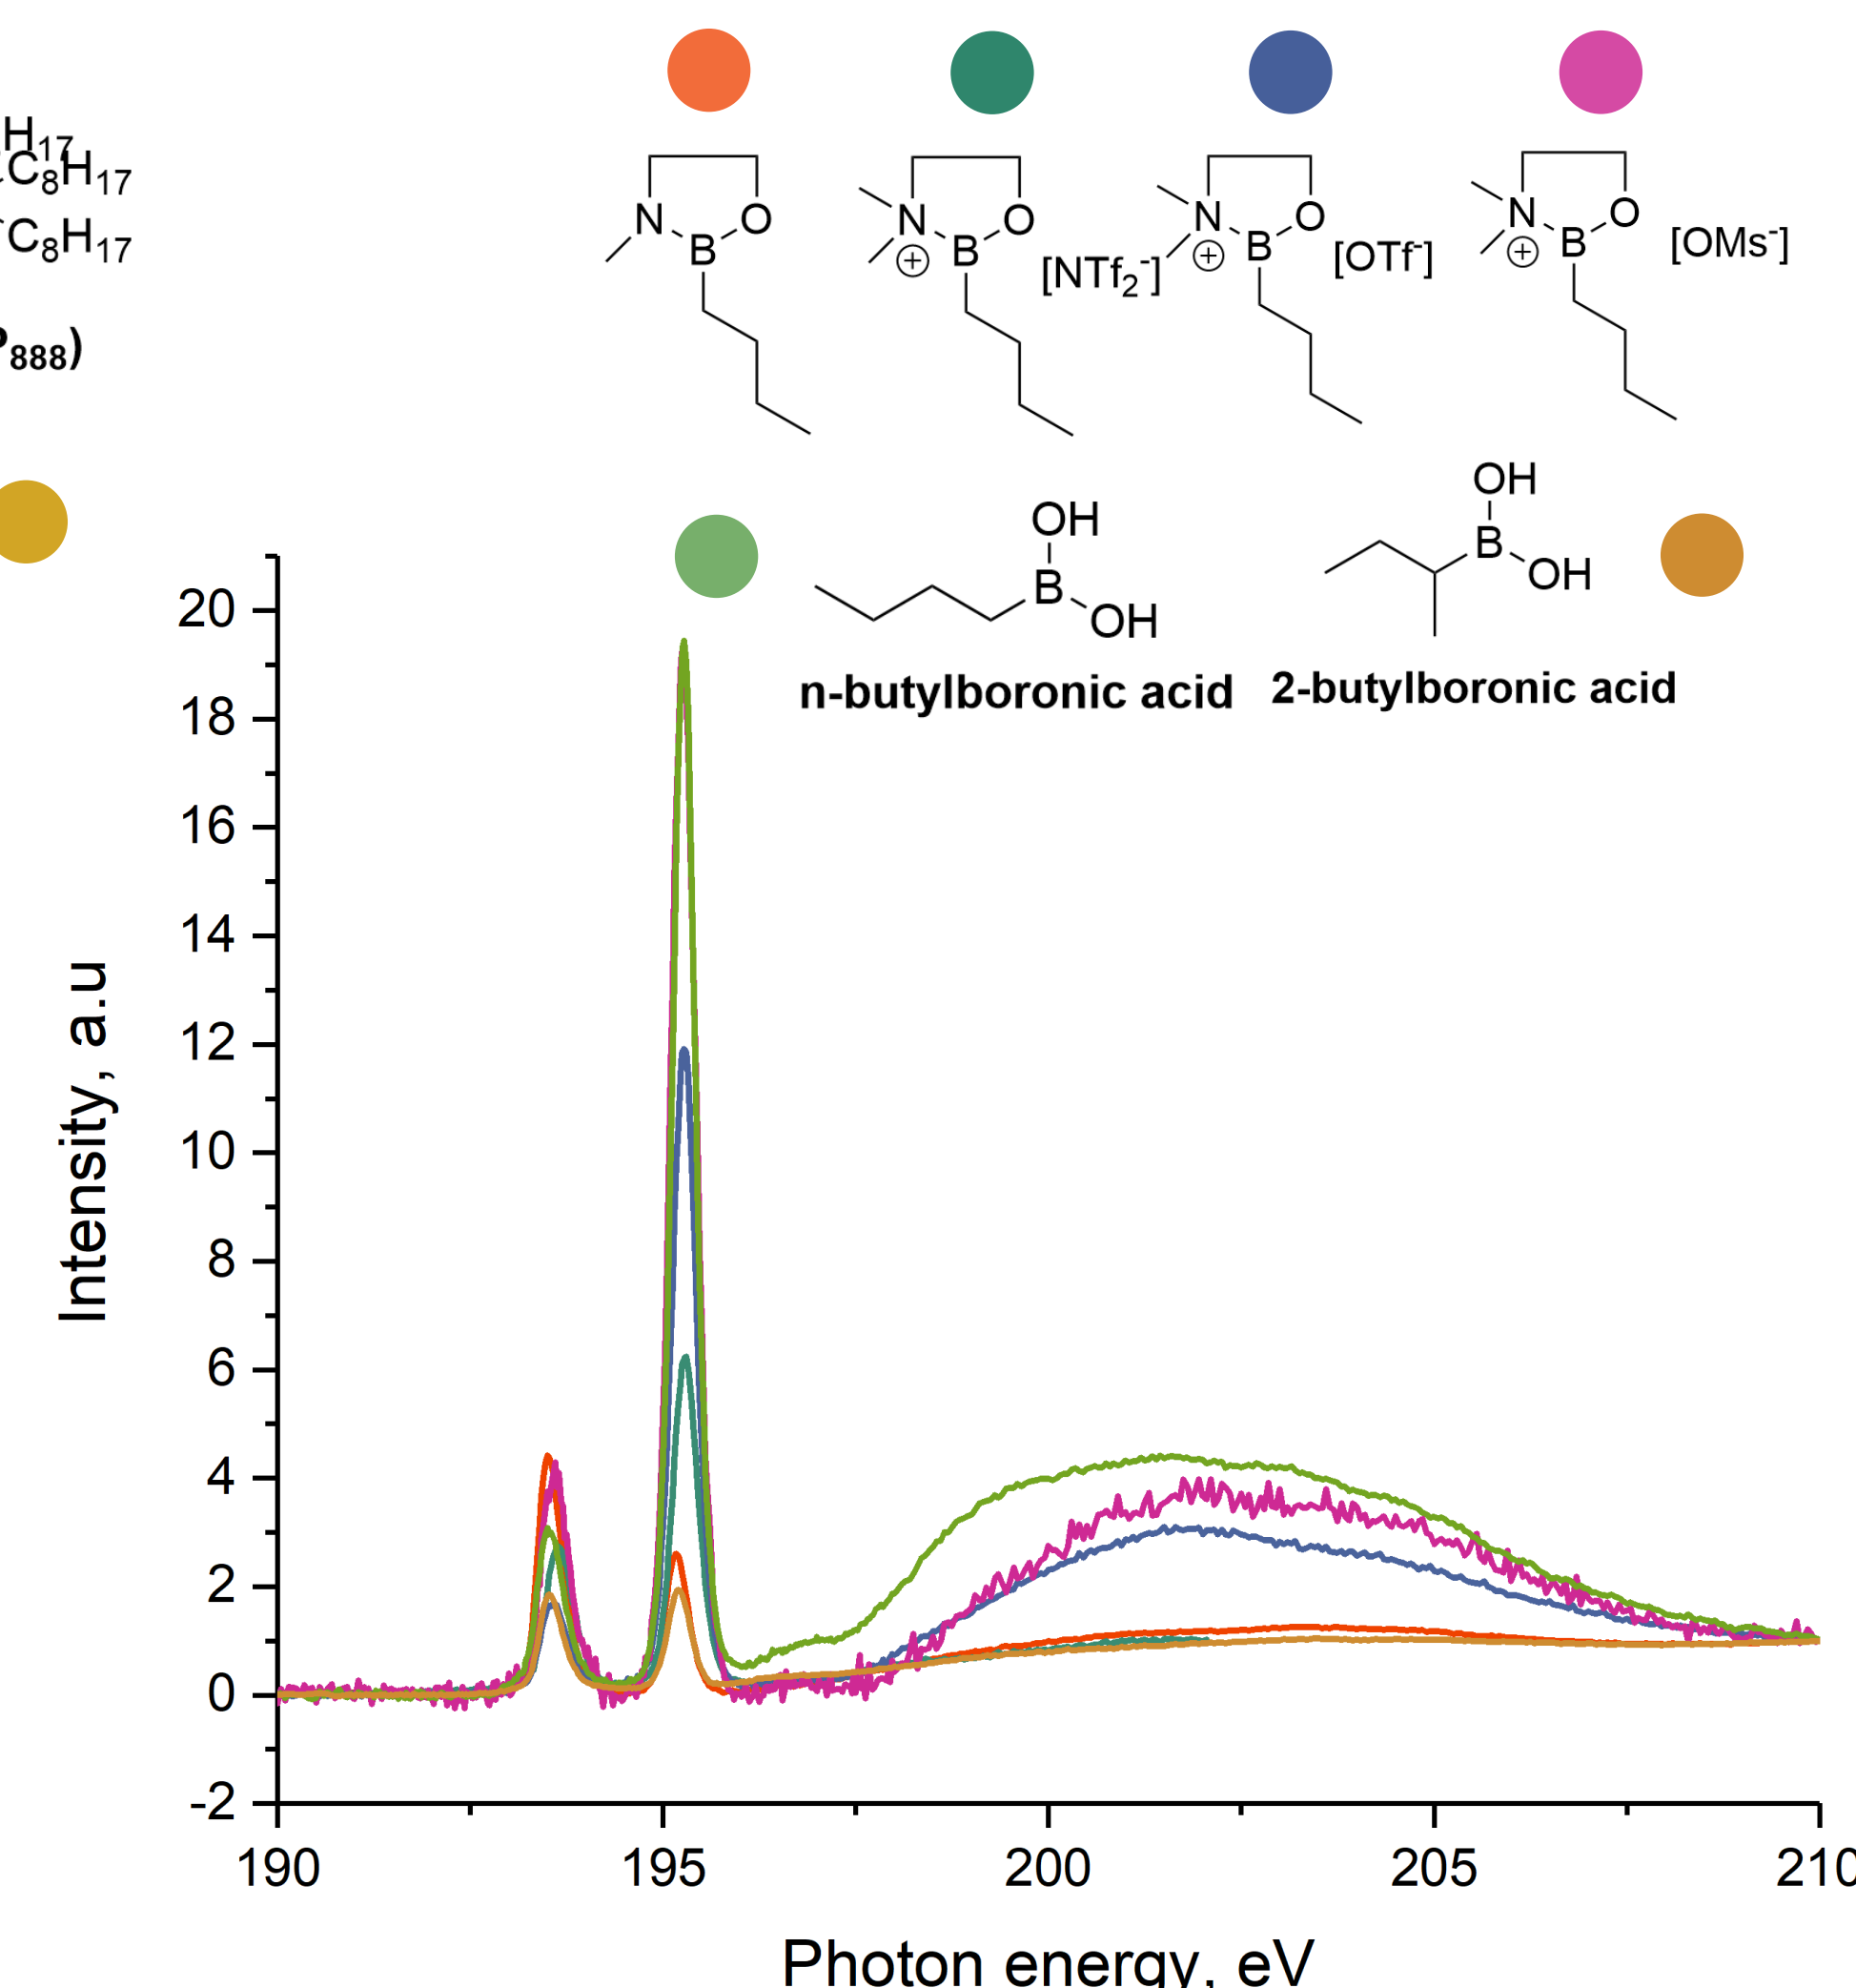 H17
C8H17
C8H17
P888)
N
B
O
N
⊕
B
O
[NTf2-]
N
⊕
B
O
[OTf-]
N
⊕
B
O
[OMs-]
OH
B
OH
n-butylboronic acid
OH
B
OH
2-butylboronic acid
20
18
16
14
12
10
8
6
4
2
0
-2
Intensity, a.u
190
195
200
205
210
Photon energy, eV